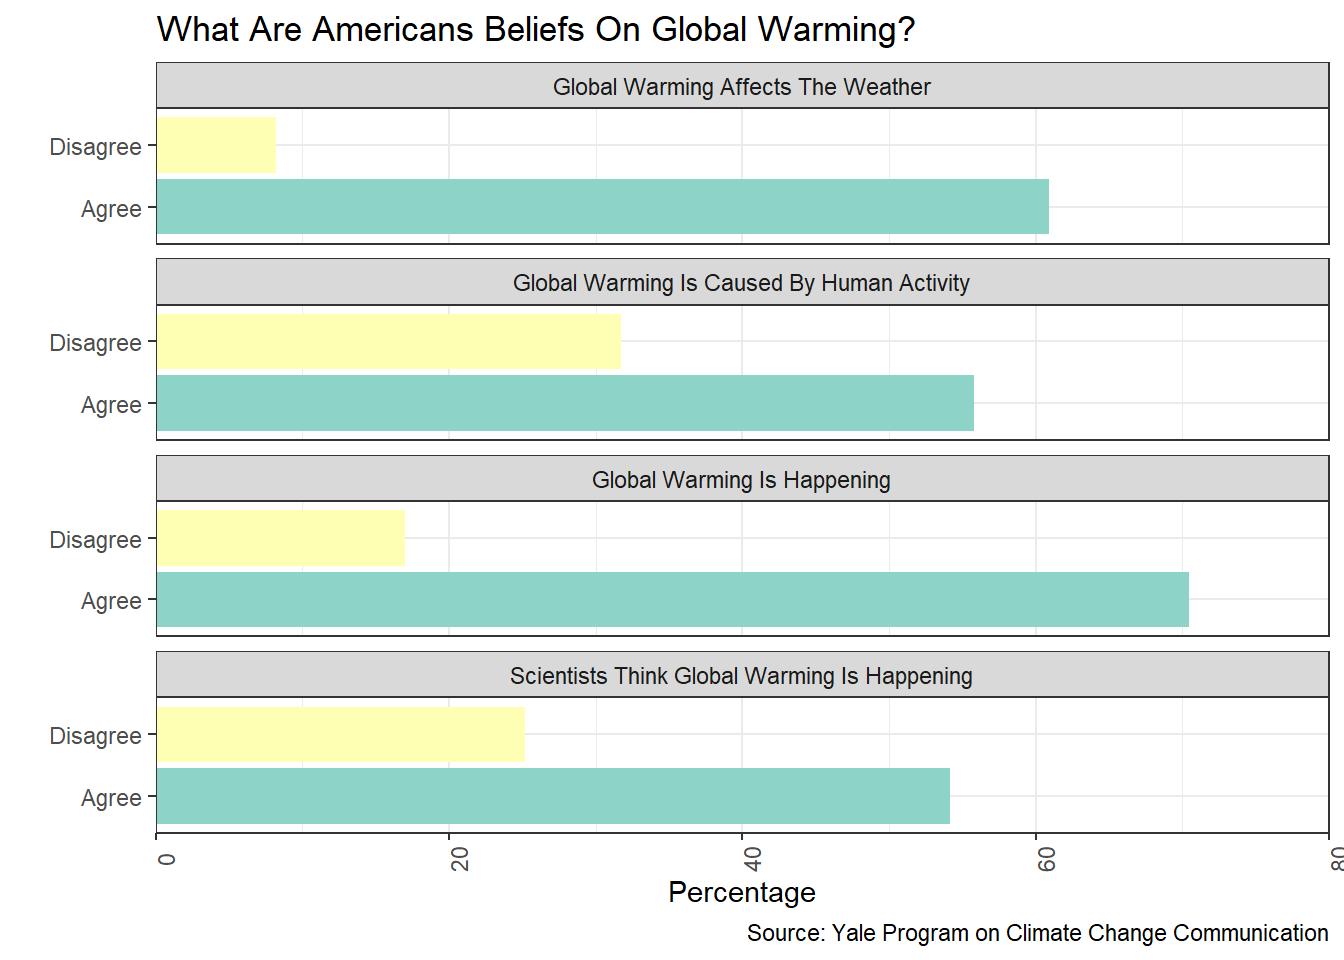 What Are Americans Beliefs On Global Warming?
Global Warming Affects The Weather
Disagree
Agree
Global Warming Is Caused By Human Activity
Disagree
Agree
Global Warming Is Happening
Disagree
Agree
Scientists Think Global Warming Is Happening
Disagree
Agree
0 20 40 60 80
Percentage
Source: Yale Program on Climate Change Communication